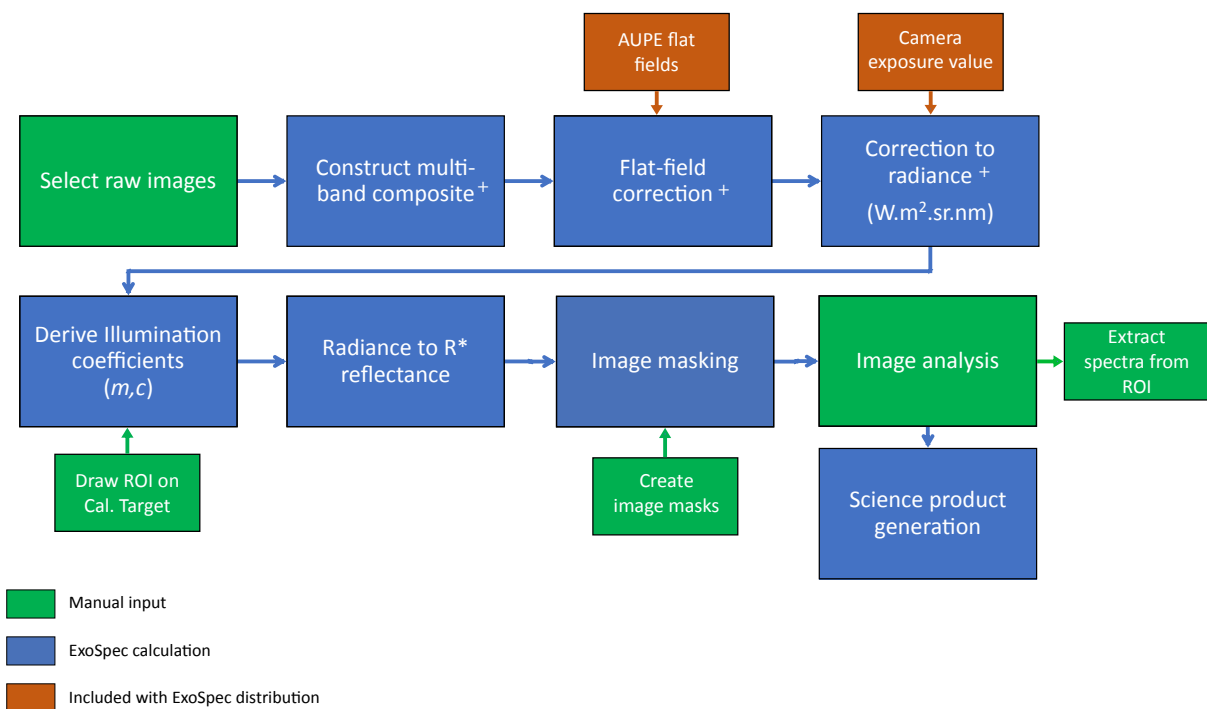 AUPE flat
fields
Camera
exposure value
Select raw images
Construct multi-
band composite+
Flat-field
correction +
Correction to
radiance +
(W.m².sr.nm)
Derive Illumination
coefficients
(m,c)
Radiance to R*
reflectance
Image masking
Image analysis
Extract
spectra from
ROI
Draw ROI on
Cal. Target
Create
image masks
Science product
generation
Manual input
ExoSpec calculation
Included with ExoSpec distribution